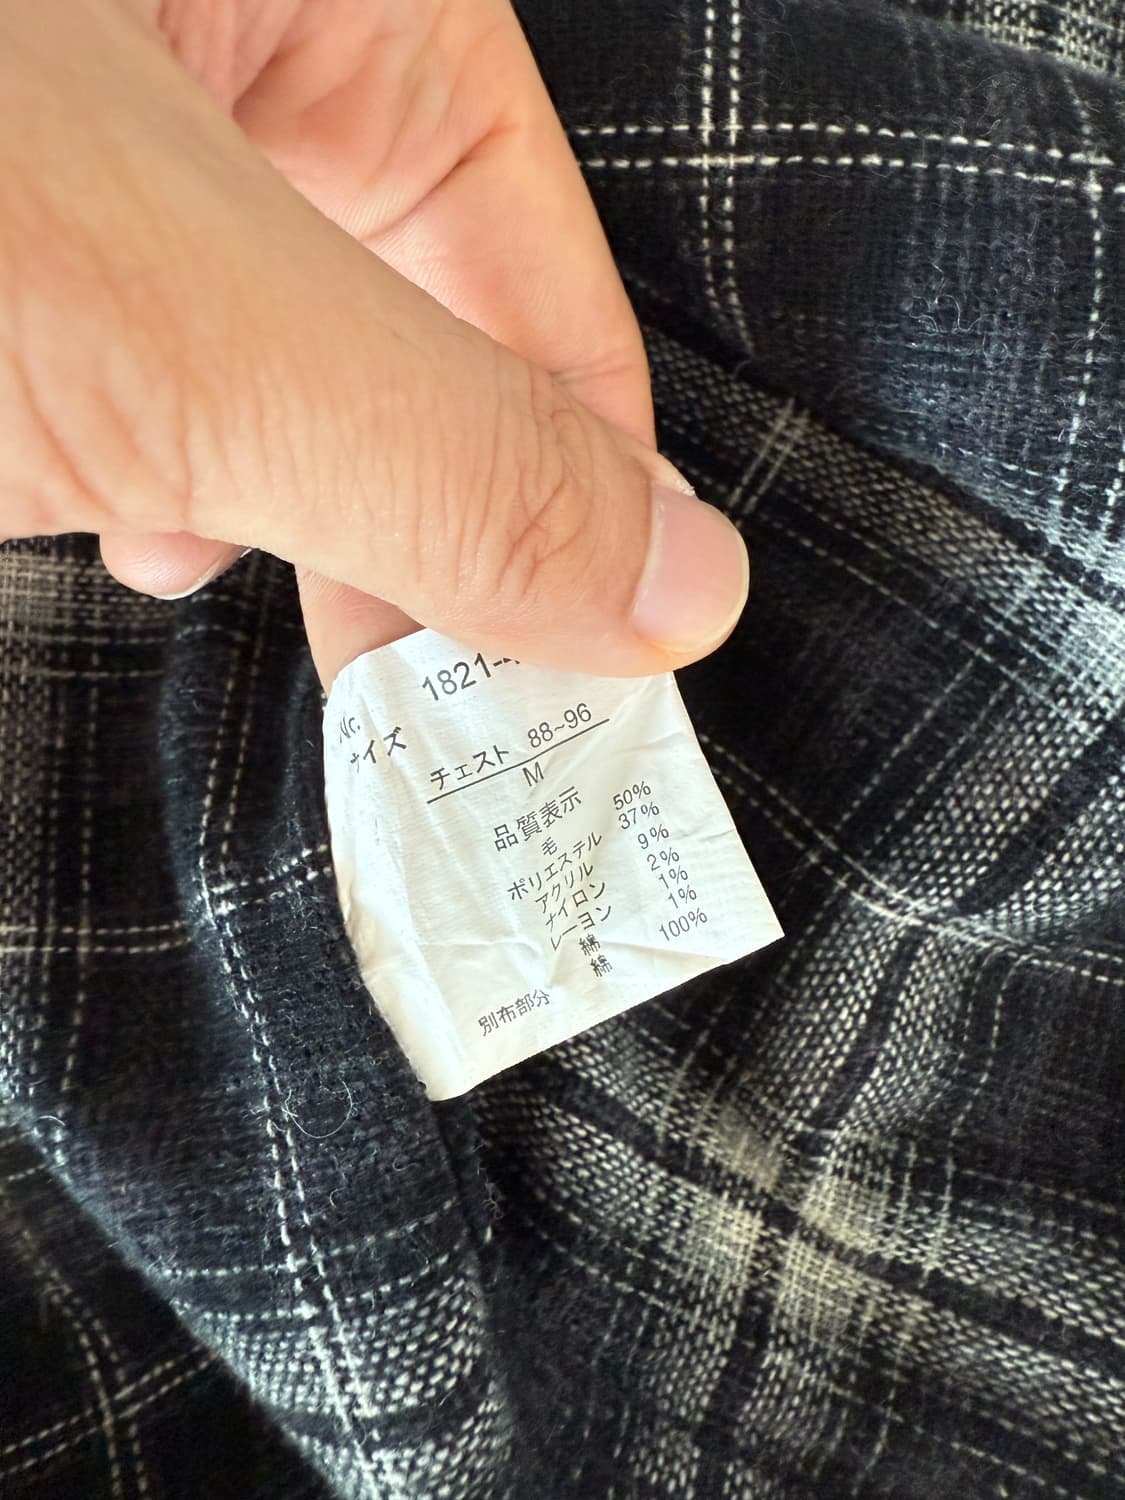 Nr. 1821-
サイズ
チェスト 88~96
M
品質表示
毛 50%
ポリエステル 37%
アクリル 9%
ナイロン 2%
レーヨン 1%
綿 1%
別布部分 綿 100%